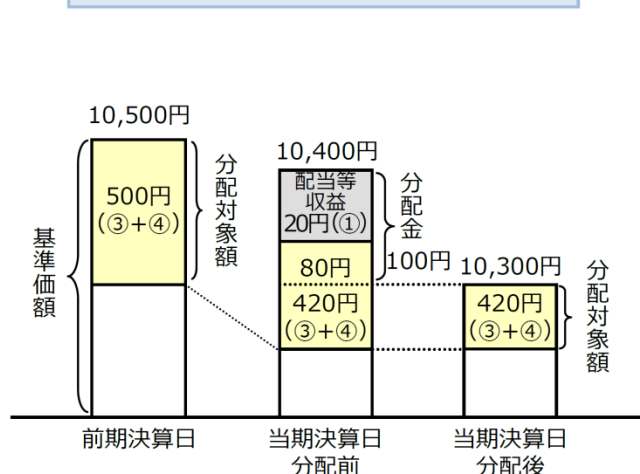 10,500円
500円
(③+④)
分配対象額
基準価額
10,400円
配当等
収益
20円(①)
分配金
80円
100円
420円
(③+④)
10,300円
420円
(③+④)
分配対象額
前期決算日
当期決算日
分配前
当期決算日
分配後